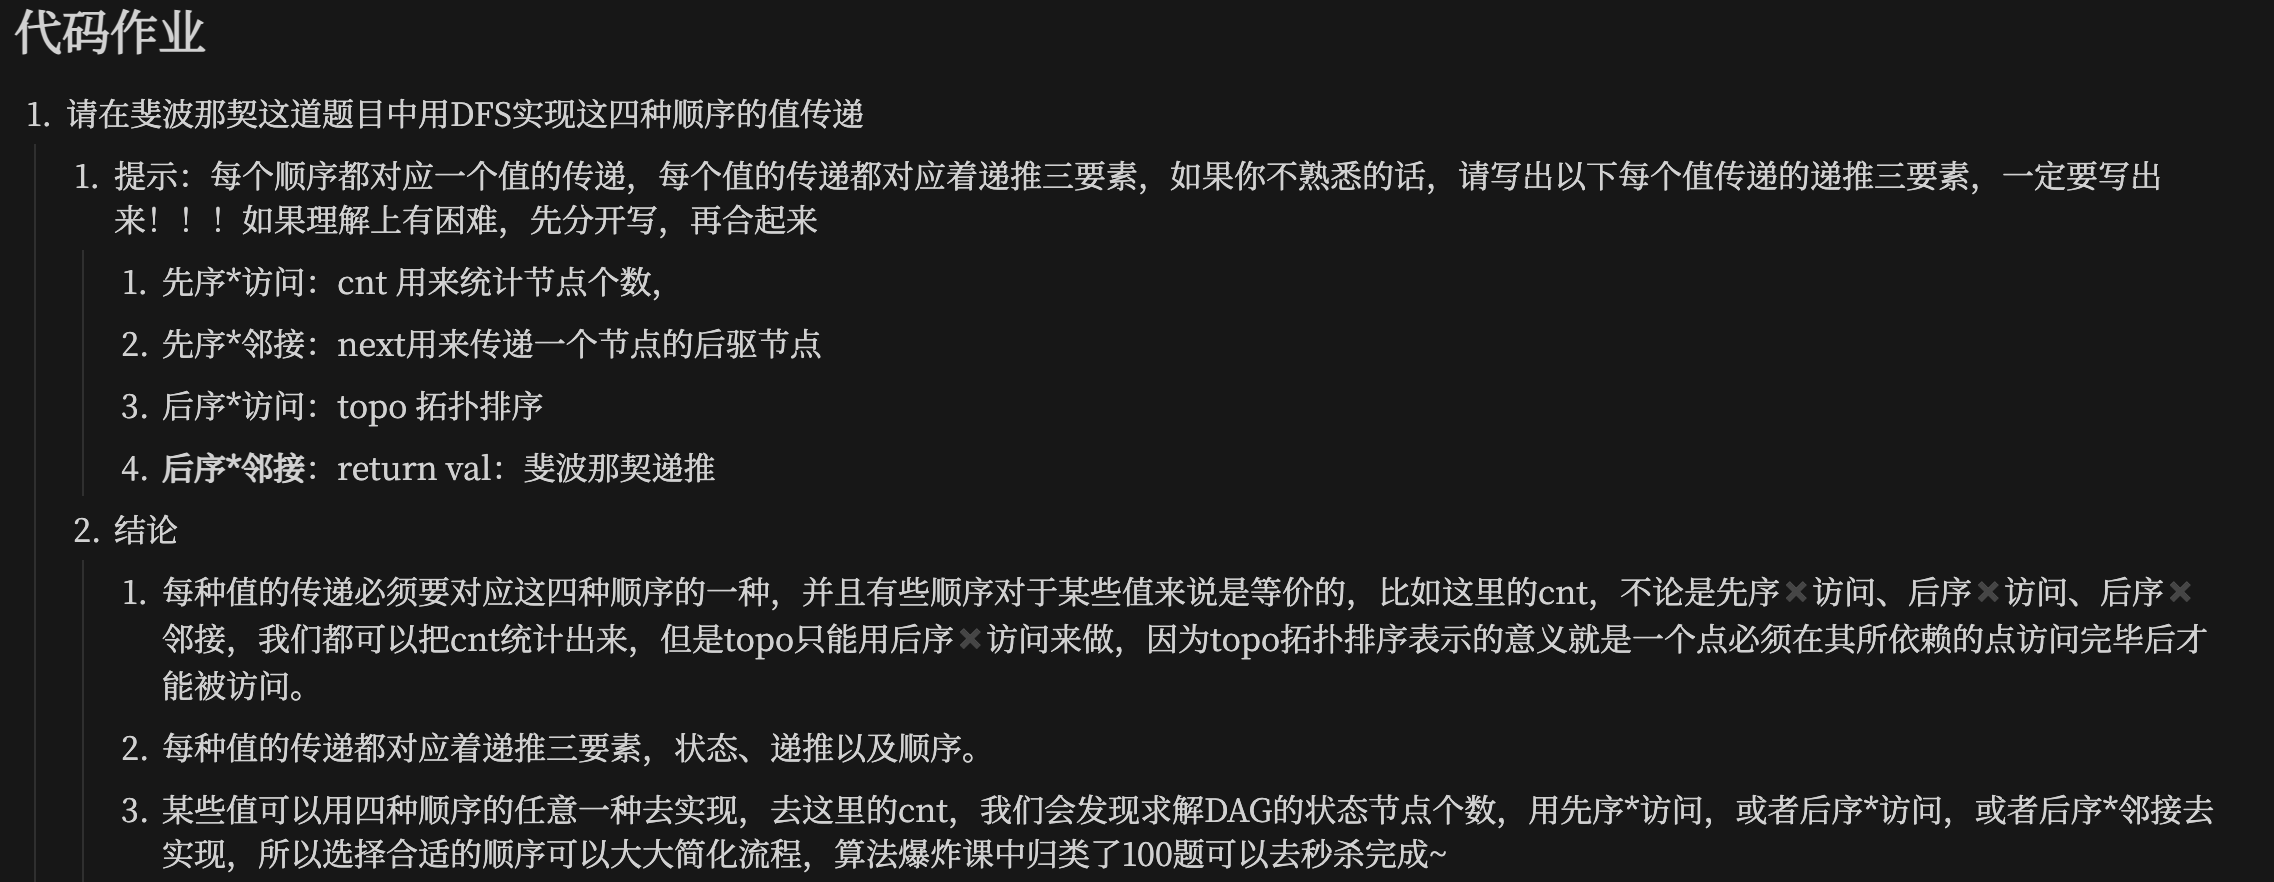 代码作业
1. 请在斐波那契这道题目中用DFS实现这四种顺序的值传递
1. 提示：每个顺序都对应一个值的传递，每个值的传递都对应着递推三要素，如果你不熟悉的话，请写出以下每个值传递的递推三要素，一定要写出
来！！！如果理解上有困难，先分开写，再合起来
1. 先序*访问：cnt 用来统计节点个数，
2. 先序*邻接：next用来传递一个节点的后驱节点
3. 后序*访问：topo 拓扑排序
4. 后序*邻接：return val：斐波那契递推
2. 结论
1. 每种值的传递必须要对应这四种顺序的一种，并且有些顺序对于某些值来说是等价的，比如这里的cnt，不论是先序✖访问、后序✖访问、后序✖
邻接，我们都可以把cnt统计出来，但是topo只能用后序✖访问来做，因为topo拓扑排序表示的意义就是一个点必须在其所依赖的点访问完毕后才
能被访问。
2. 每种值的传递都对应着递推三要素，状态、递推以及顺序。
3. 某些值可以用四种顺序的任意一种去实现，去这里的cnt，我们会发现求解DAG的状态节点个数，用先序*访问，或者后序*访问，或者后序*邻接去
实现，所以选择合适的顺序可以大大简化流程，算法爆炸课中归类了100题可以去秒杀完成~